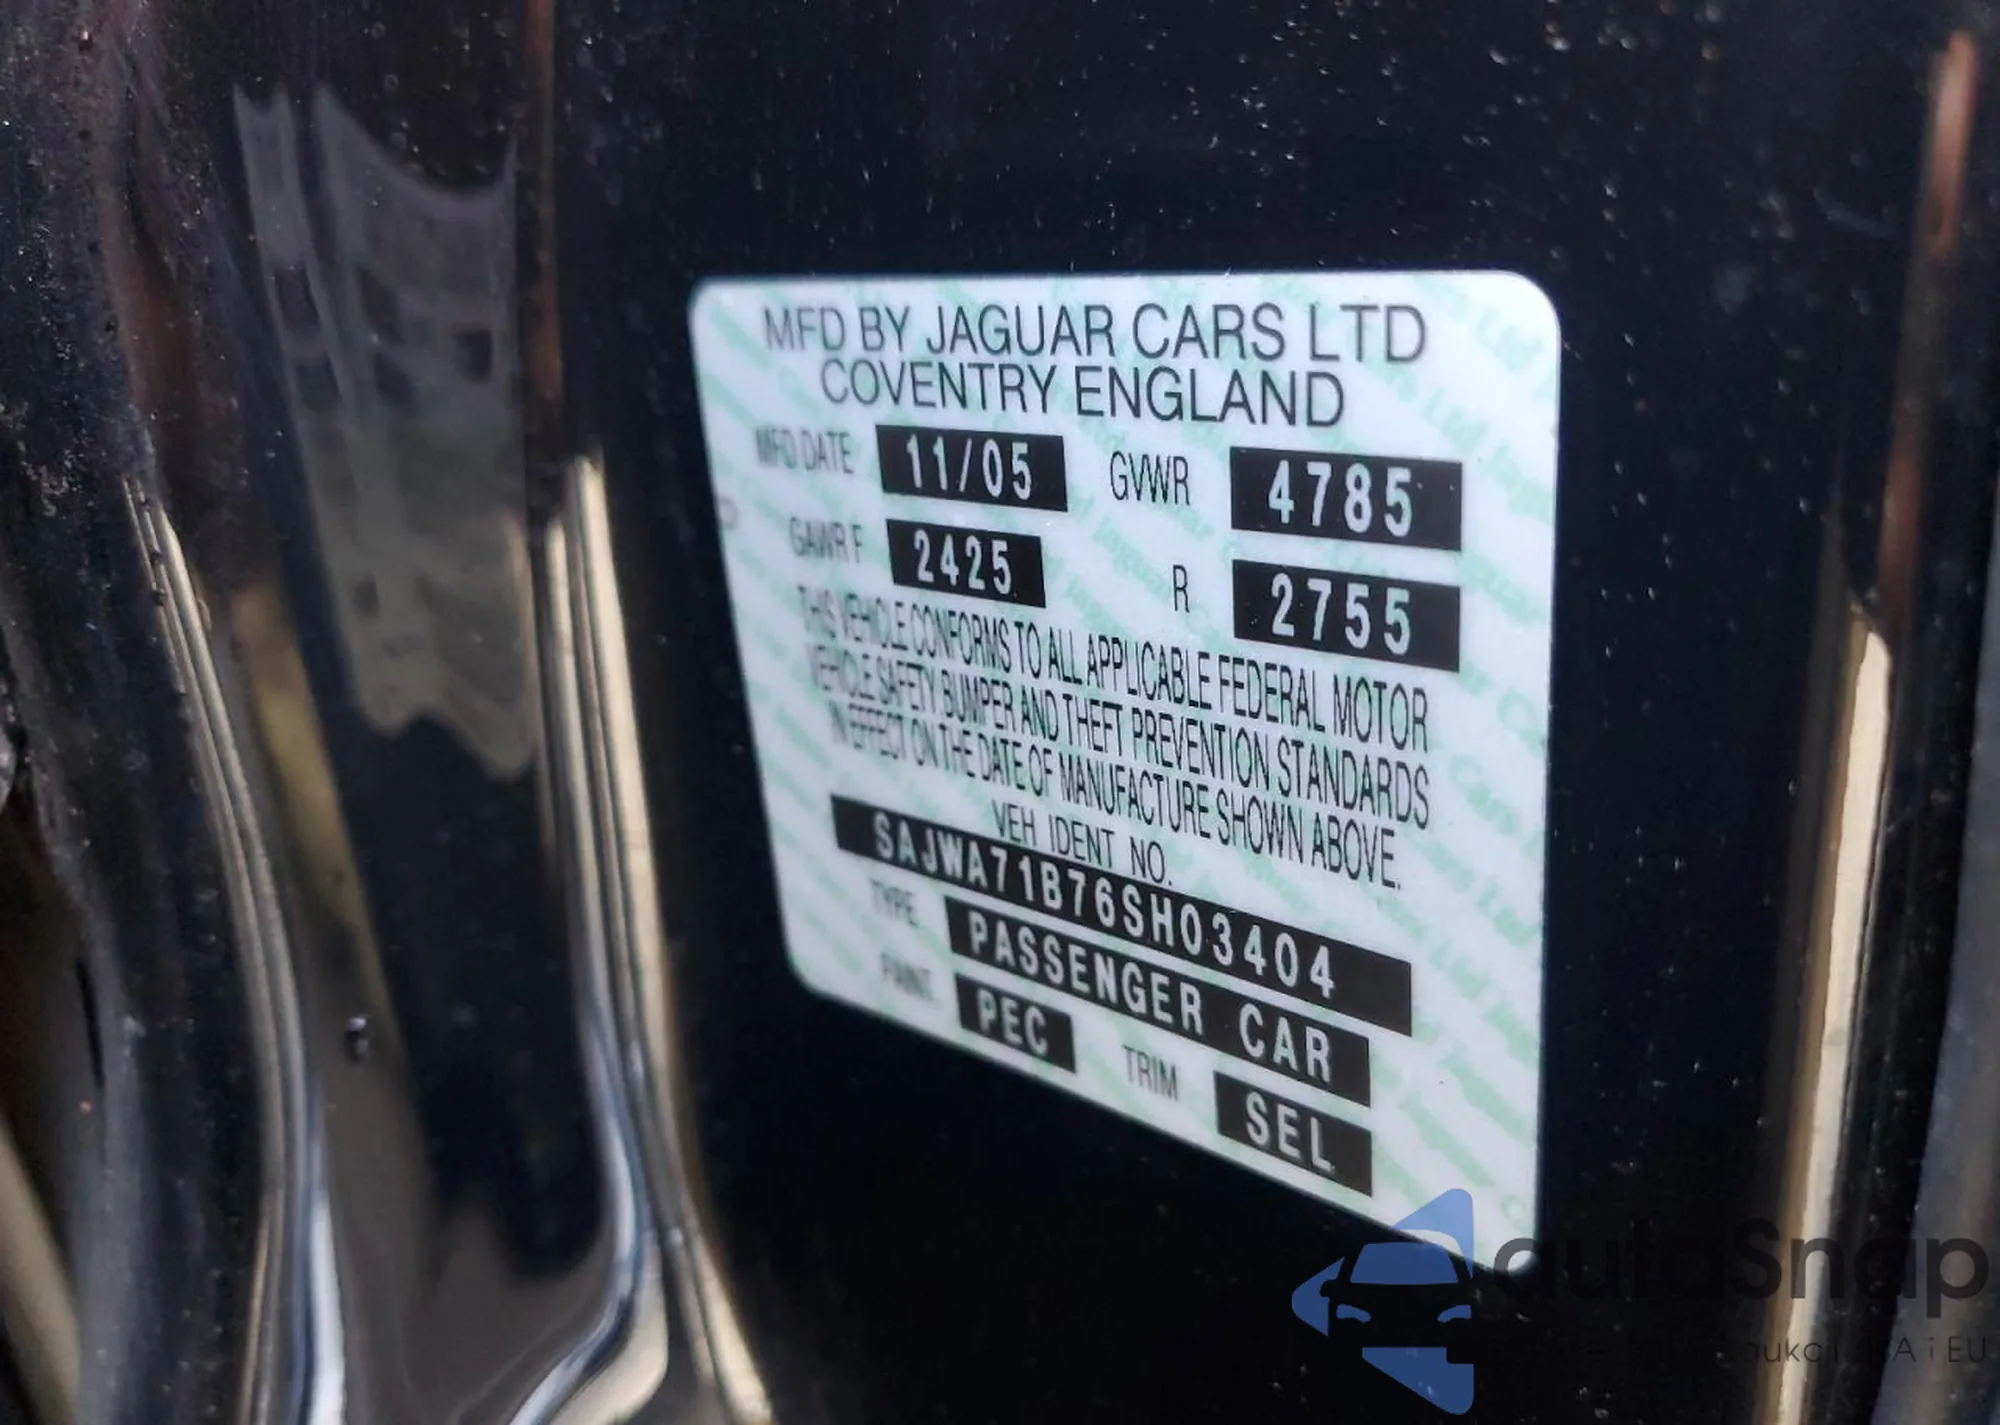 MFD BY JAGUAR CARS LTD
COVENTRY ENGLAND
MFD DATE 11/05 GVWR 4785
GAWR F 2425 R 2755
THIS VEHICLE CONFORMS TO ALL APPLICABLE FEDERAL MOTOR
VEHICLE SAFETY BUMPER AND THEFT PREVENTION STANDARDS
IN EFFECT ON THE DATE OF MANUFACTURE SHOWN ABOVE.
VEH IDENT NO.
SAJWA71B76SH03404
TYPE PASSENGER CAR
PAINT PEC TRIM SEL
autaSnap
A i EU